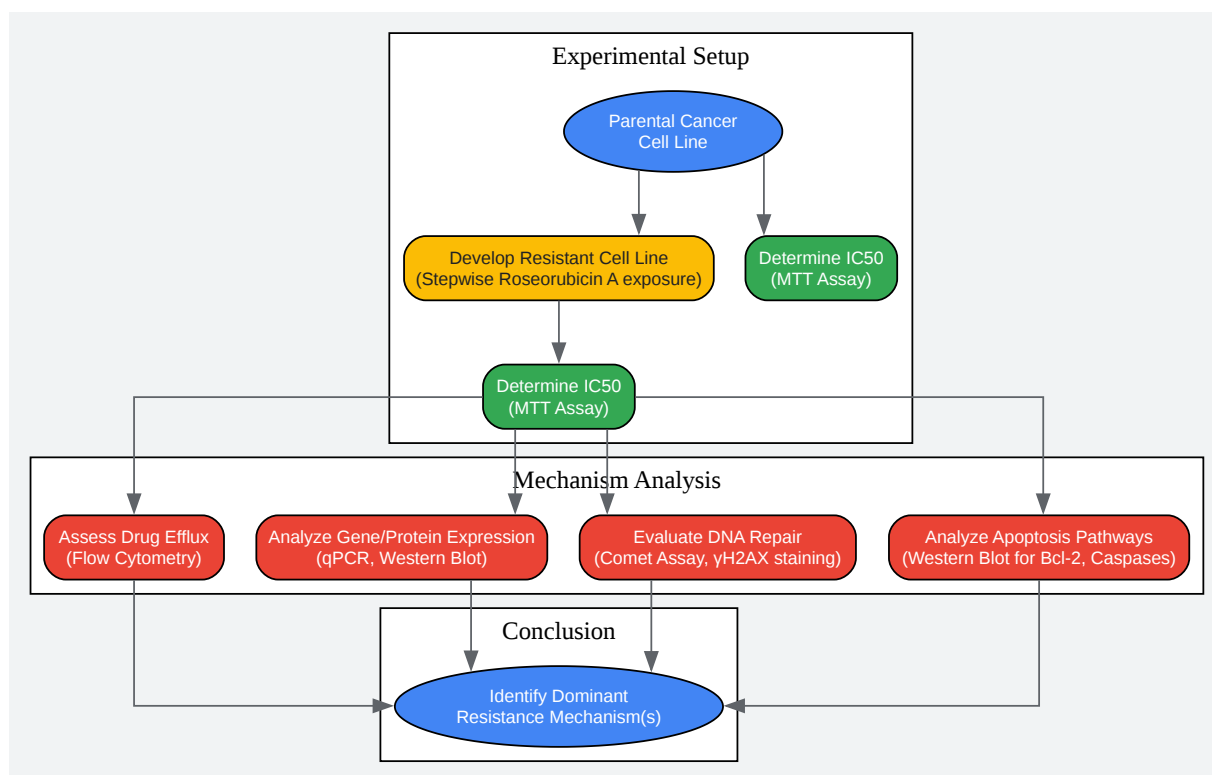 Experimental Setup
Parental Cancer
Cell Line
Develop Resistant Cell Line
(Stepwise Roseorubicin A exposure)
Determine IC50
(MTT Assay)
Determine IC50
(MTT Assay)
Mechanism Analysis
Assess Drug Efflux
(Flow Cytometry)
Analyze Gene/Protein Expression
(qPCR, Western Blot)
Evaluate DNA Repair
(Comet Assay, γH2AX staining)
Analyze Apoptosis Pathways
(Western Blot for Bcl-2, Caspases)
Conclusion
Identify Dominant
Resistance Mechanism(s)